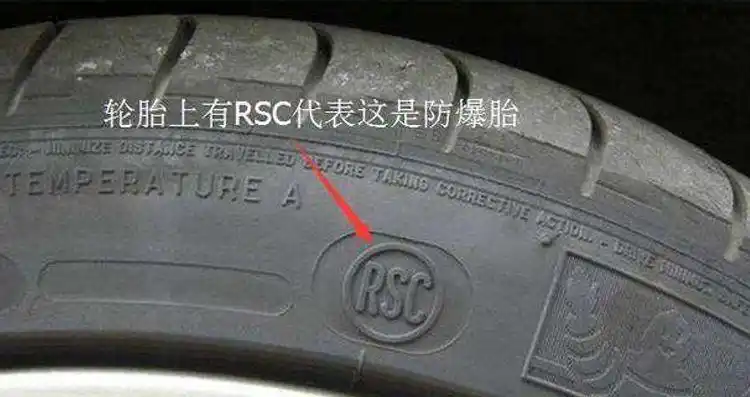 轮胎上有RSC代表这是防爆胎
MINIMIZE DISTANCE TRAVELLED BEFORE TAKING CORRECTIVE ACTION. -
TEMPERATURE A
RSC